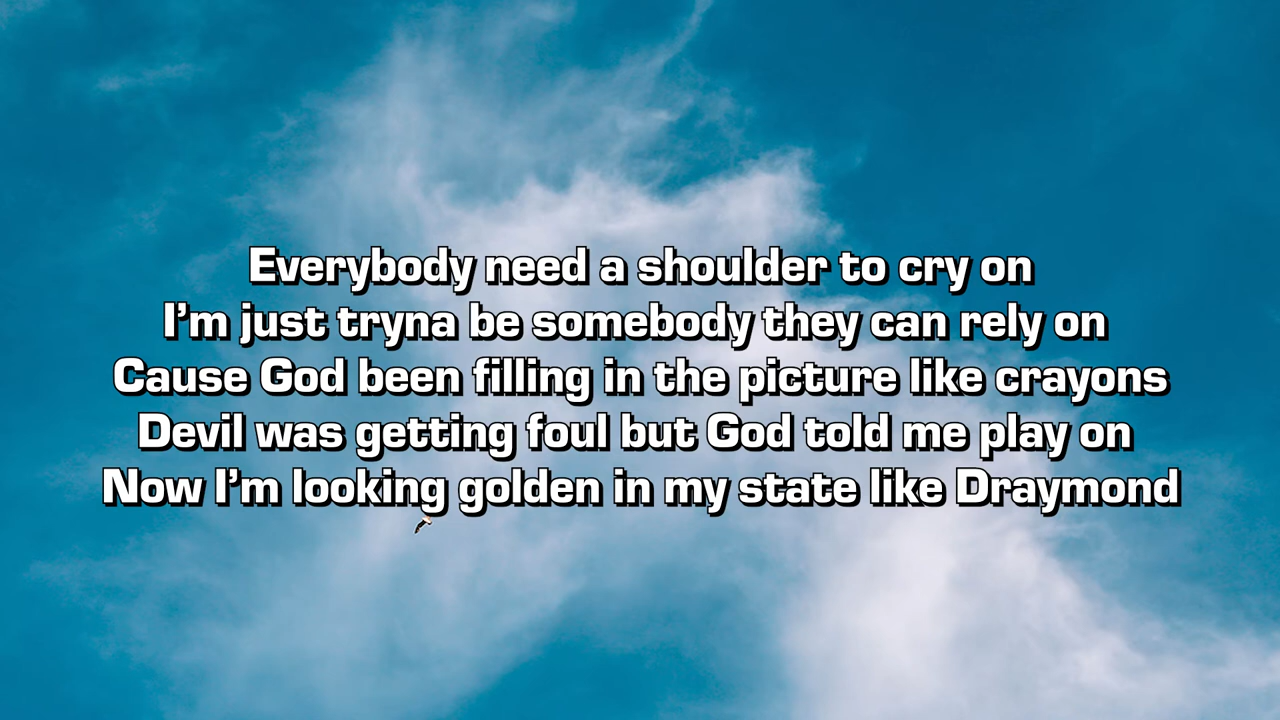 Everybody need a shoulder to cry on
I'm just tryna be somebody they can rely on
Cause God been filling in the picture like crayons
Devil was getting foul but God told me play on
Now I'm looking golden in my state like Draymond